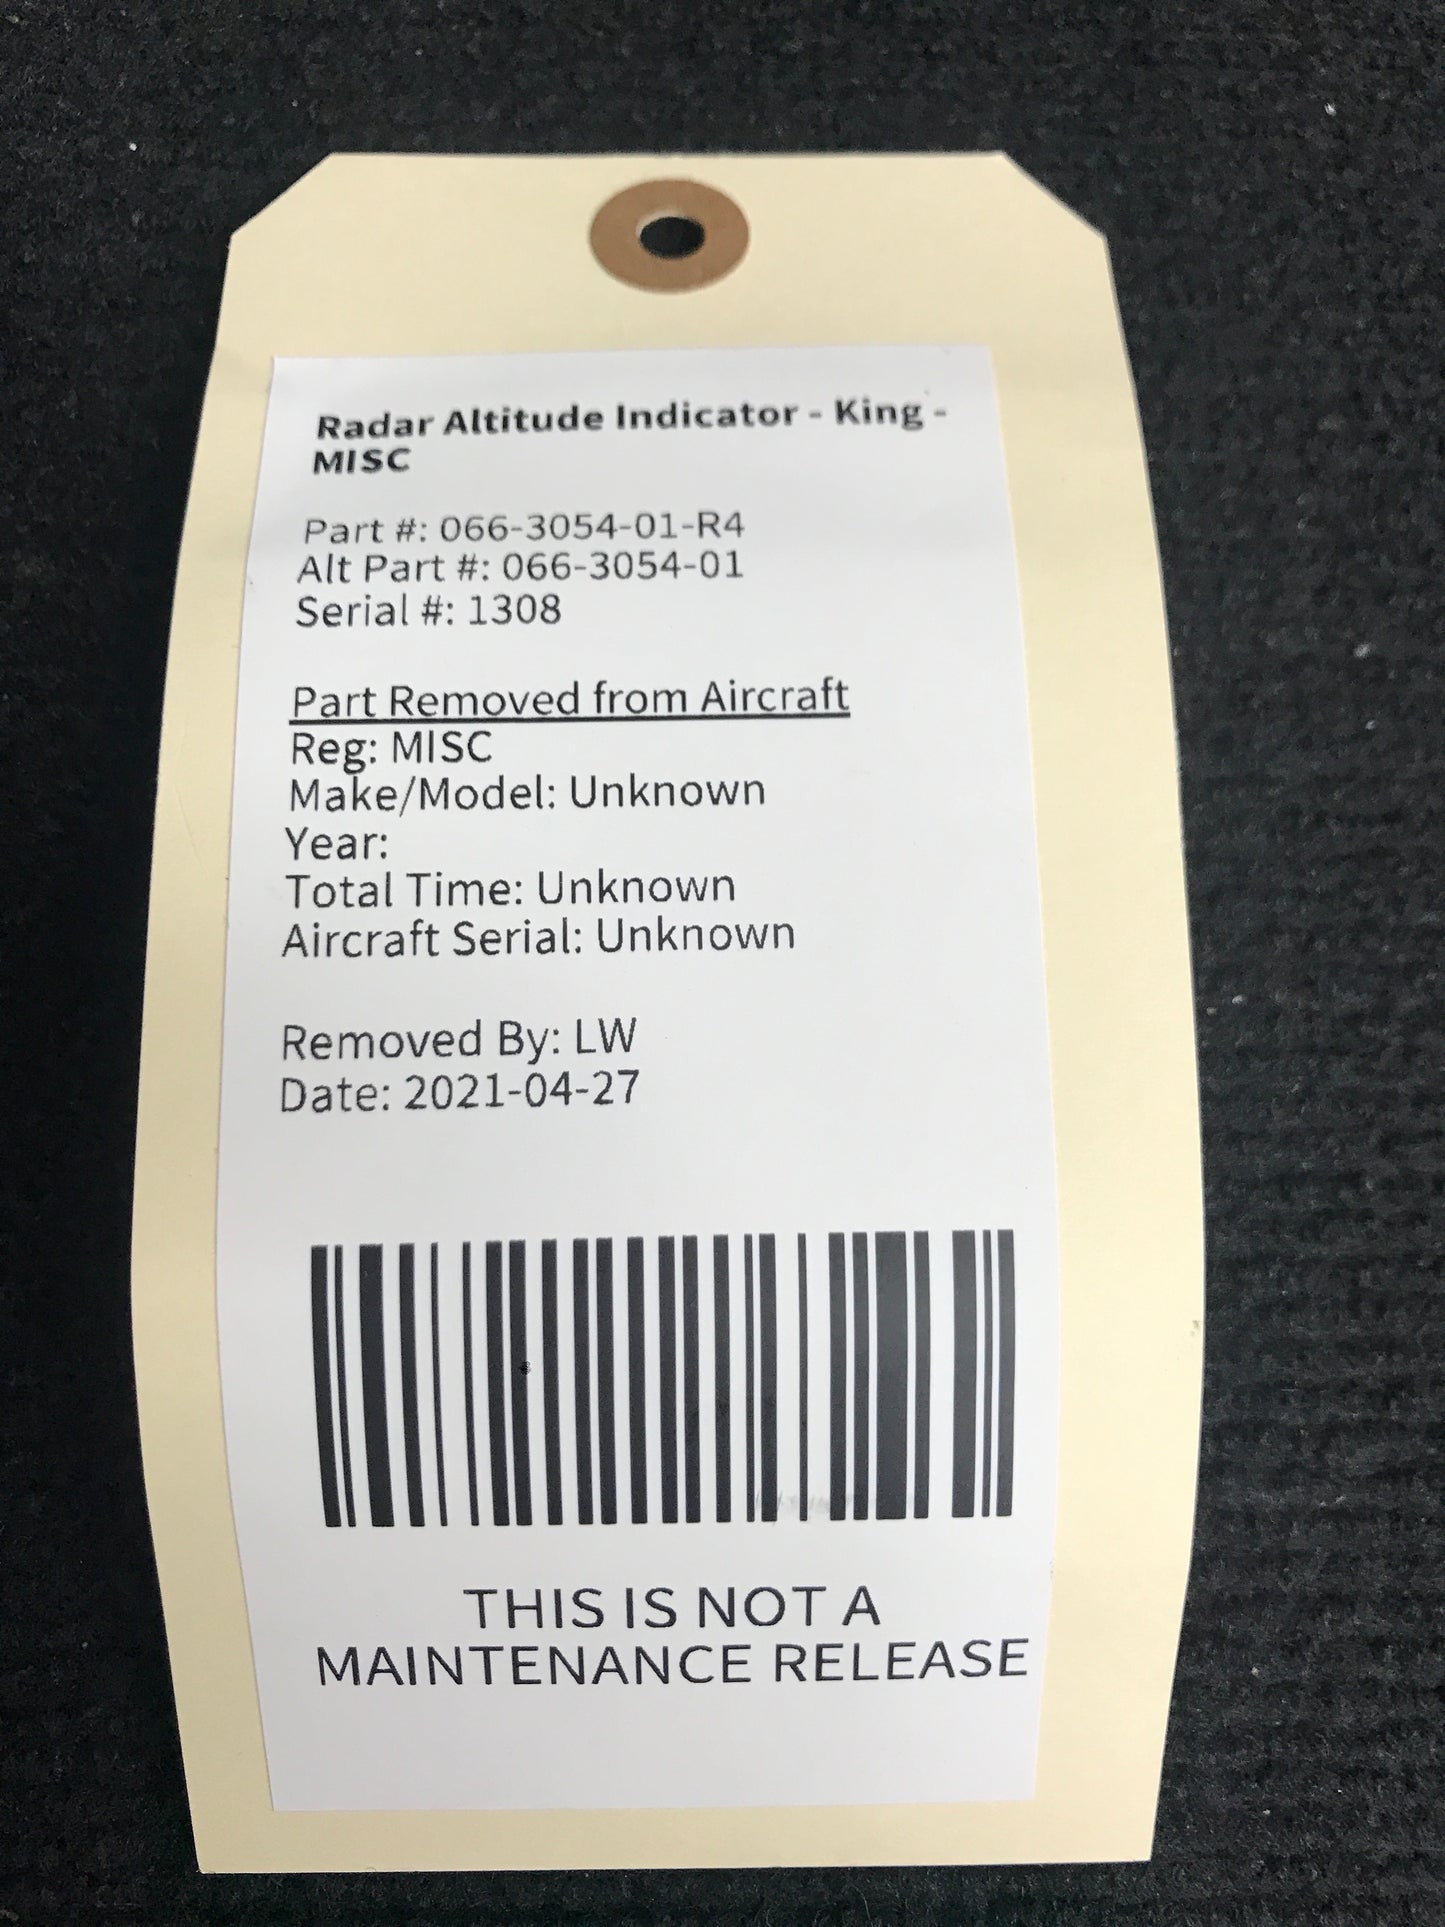 Radar Altitude Indicator - King -
MISC
Part #: 066-3054-01-R4
Alt Part #: 066-3054-01
Serial #: 1308
Part Removed from Aircraft
Reg: MISC
Make/Model: Unknown
Year:
Total Time: Unknown
Aircraft Serial: Unknown
Removed By: LW
Date: 2021-04-27
THIS IS NOT A
MAINTENANCE RELEASE